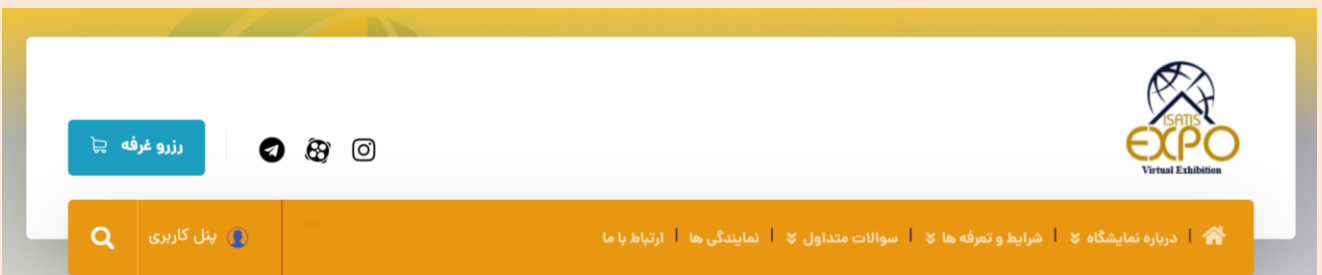 ISATIS
EXPO
Virtual Exhibition
رزرو غرفه
درباره نمایشگاه | شرایط و تعرفه ها | سوالات متداول | نمایندگی ها | ارتباط با ما
پنل کاربری